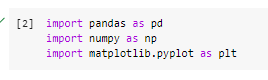 [2] import pandas as pd
import numpy as np
import matplotlib.pyplot as plt